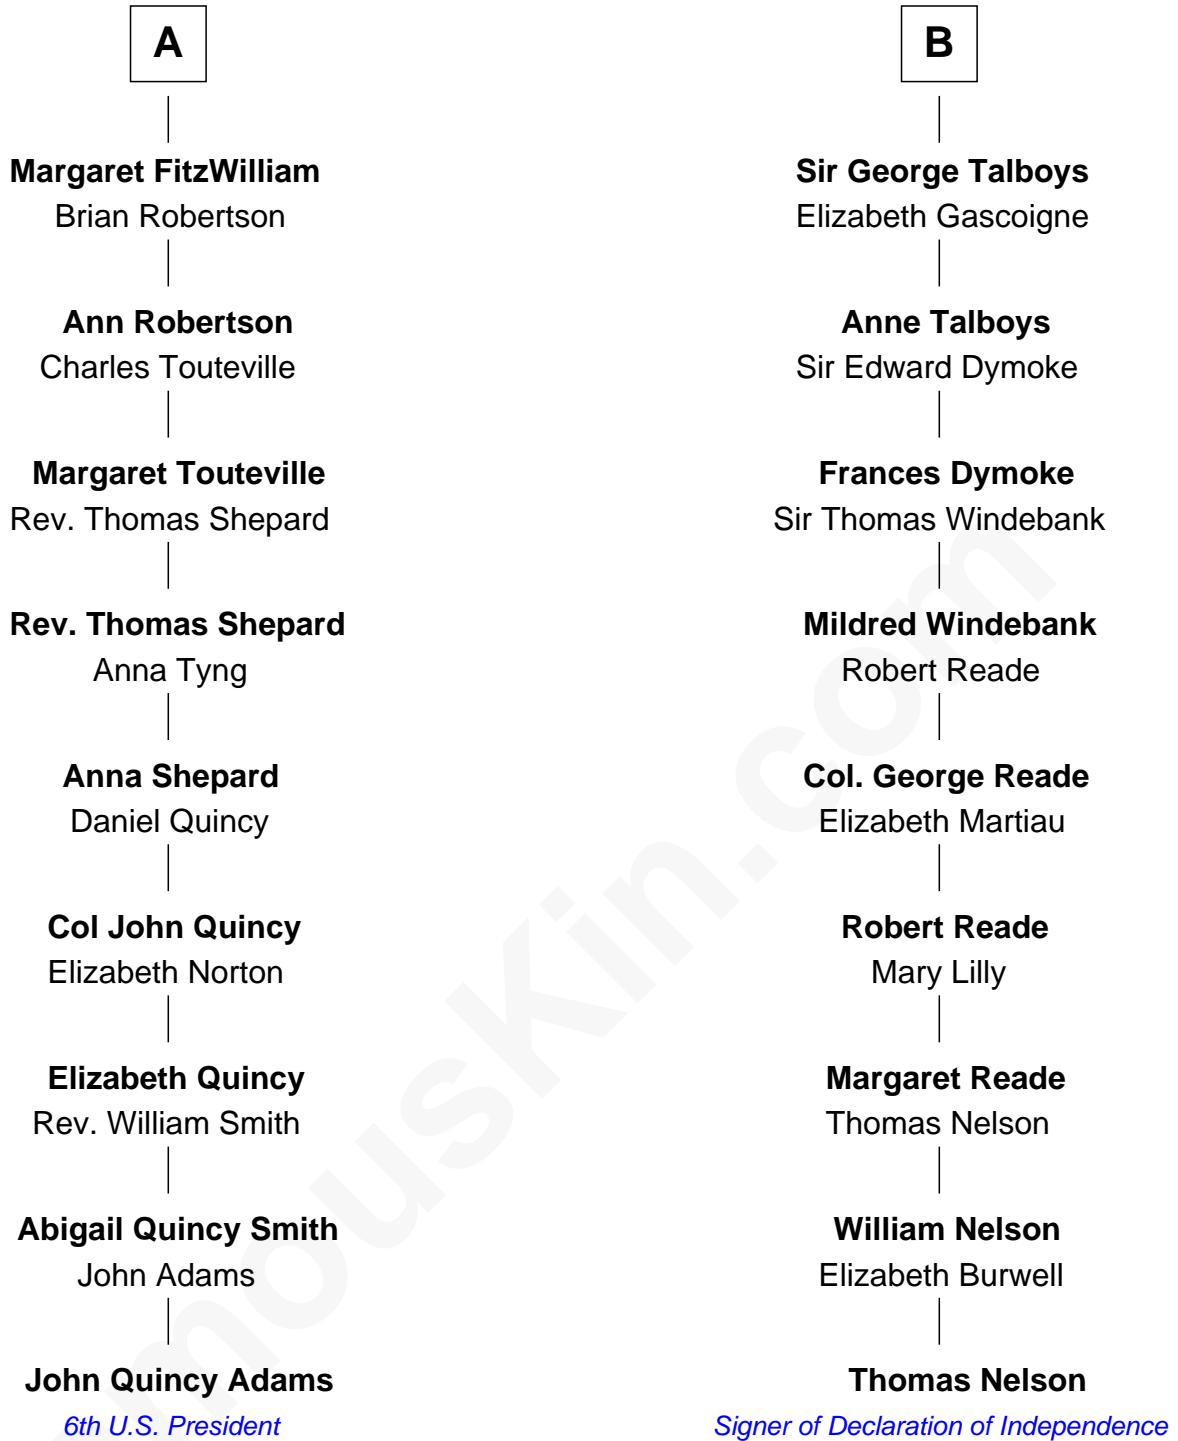 A
Margaret FitzWilliam
Brian Robertson
Ann Robertson
Charles Touteville
Margaret Touteville
Rev. Thomas Shepard
Rev. Thomas Shepard
Anna Tyng
Anna Shepard
Daniel Quincy
Col John Quincy
Elizabeth Norton
Elizabeth Quincy
Rev. William Smith
Abigail Quincy Smith
John Adams
John Quincy Adams
6th U.S. President
B
Sir George Talboys
Elizabeth Gascoigne
Anne Talboys
Sir Edward Dymoke
Frances Dymoke
Sir Thomas Windebank
Mildred Windebank
Robert Reade
Col. George Reade
Elizabeth Martiau
Robert Reade
Mary Lilly
Margaret Reade
Thomas Nelson
William Nelson
Elizabeth Burwell
Thomas Nelson
Signer of Declaration of Independence
mousKin.com